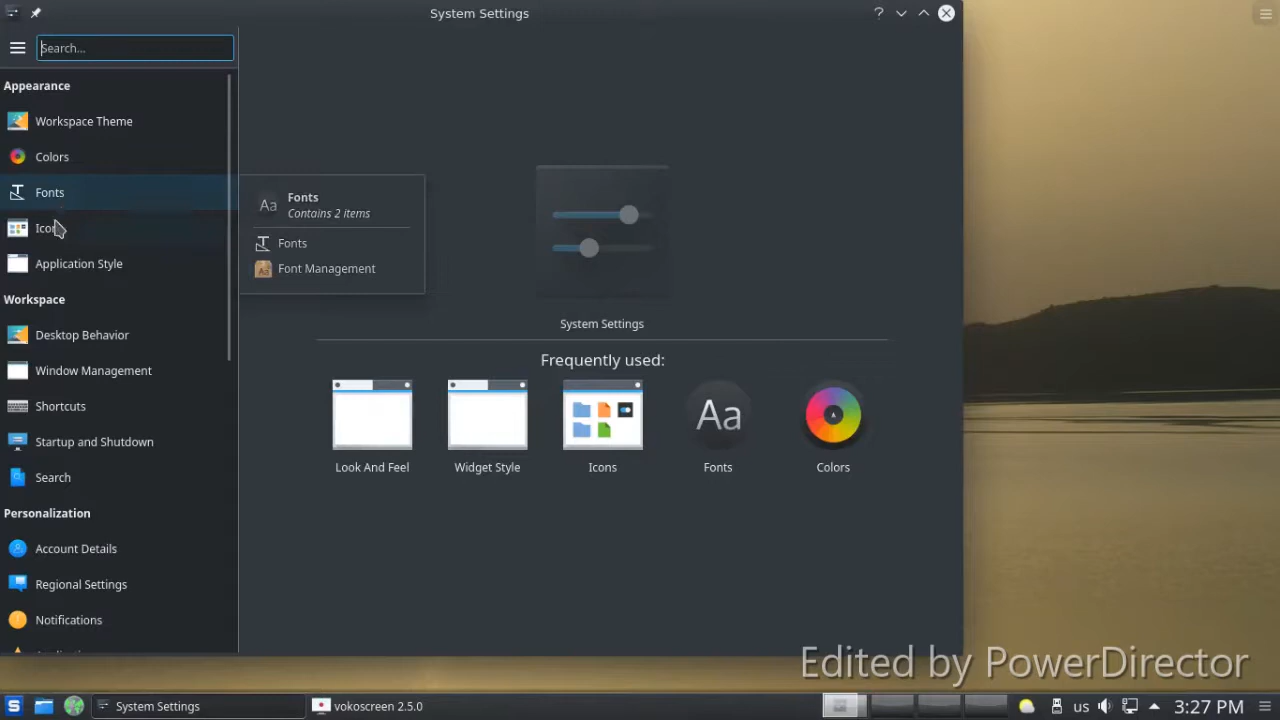 System Settings
Search...
Appearance
Workspace Theme
Colors
Fonts
Application Style
Workspace
Desktop Behavior
Window Management
Shortcuts
Startup and Shutdown
Search
Personalization
Account Details
Regional Settings
Notifications
Aa
Fonts
Contains 2 items
Fonts
Font Management
System Settings
Frequently used:
Aa
Look And Feel
Widget Style
Icons
Fonts
Colors
Edited by PowerDirector
System Settings
vokoscreen 2.5.0
us
3:27 PM